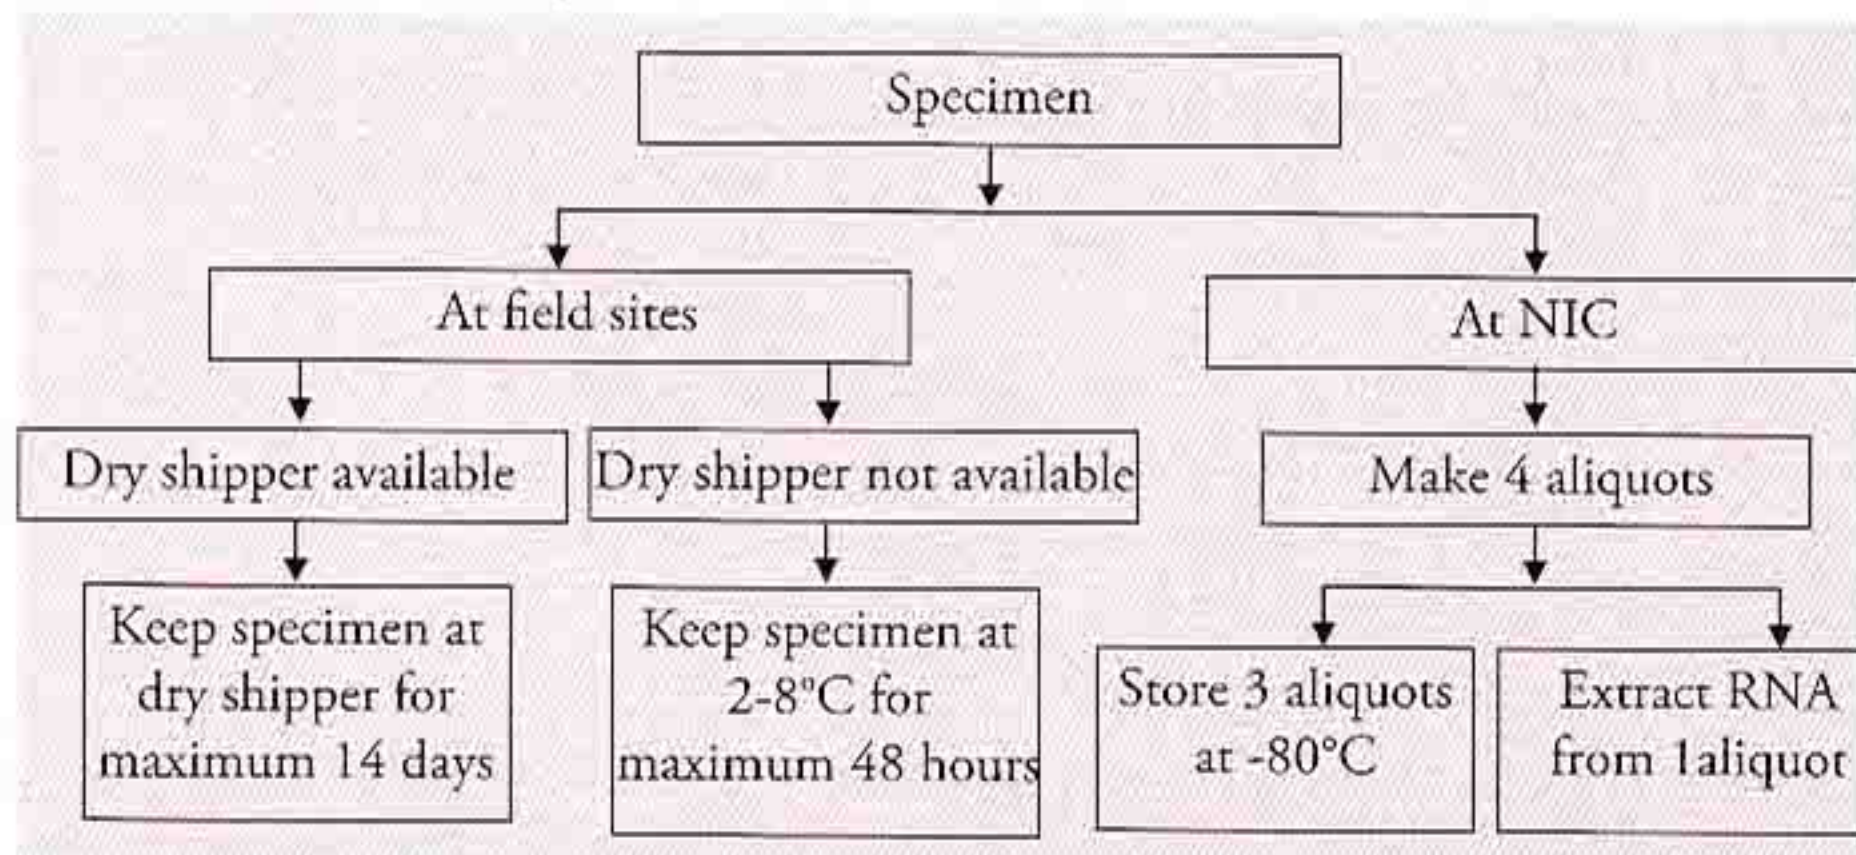 Specimen
At field sites
At NIC
Dry shipper available
Dry shipper not available
Make 4 aliquots
Keep specimen at
dry shipper for
maximum 14 days
Keep specimen at
2-8°C for
maximum 48 hours
Store 3 aliquots
at -80°C
Extract RNA
from 1aliquot